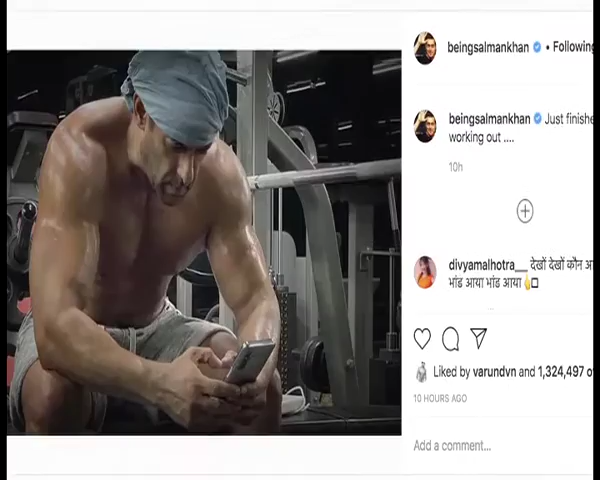 beingsalmankhan • Following
beingsalmankhan Just finishe
working out ....
10h
divyamalhotra__ देखों देखों कौन अ
भांड आया भांड आया
Liked by varundvn and 1,324,497 o
10 HOURS AGO
Add a comment...